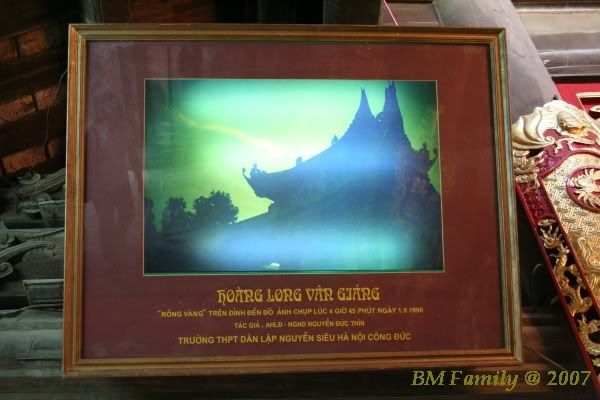 HOÀNG LONG VÂN GIÁNG
"RỒNG VÀNG" TRÊN ĐỈNH ĐỀN ĐÔ ẢNH CHỤP LÚC 4 GIỜ 45 PHÚT NGÀY 1.9.1996
TÁC GIẢ : AHLĐ - NGND NGUYỄN ĐỨC THÌN
TRƯỜNG THPT DÂN LẬP NGUYỄN SIÊU HÀ NỘI CÔNG ĐỨC
BM Family @ 2007